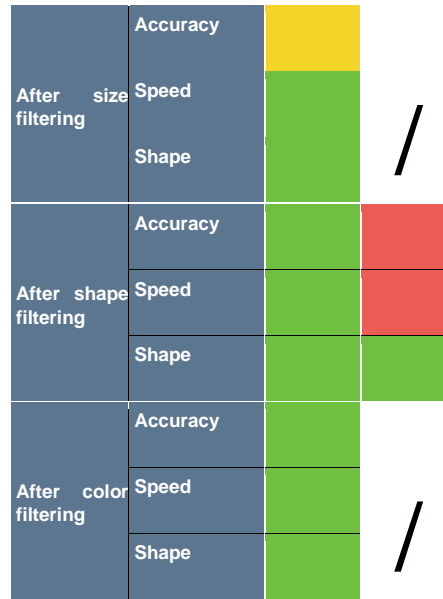 Accuracy
After size filtering
Speed
Shape
/
Accuracy
After shape filtering
Speed
Shape
Accuracy
After color filtering
Speed
Shape
/